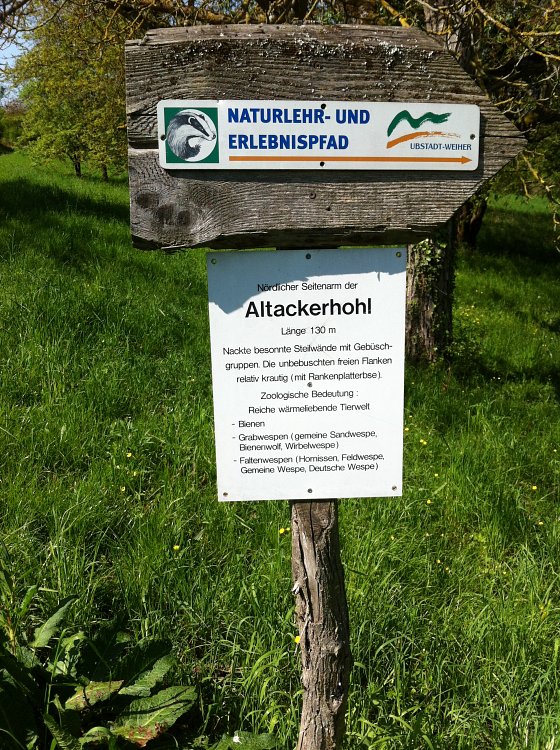 NATURLEHR- UND
ERLEBNISPFAD
UBSTADT-WEIHER
Nördlicher Seitenarm der
Altackerhohl
Länge 130 m
Nackte besonnte Steilwände mit Gebüsch-
gruppen. Die unbebuschten freien Flanken
relativ krautig (mit Rankenplatterbse).
Zoologische Bedeutung :
Reiche wärmeliebende Tierwelt
- Bienen
- Grabwespen (gemeine Sandwespe,
Bienenwolf, Wirbelwespe)
- Faltenwespen (Hornissen, Feldwespe,
Gemeine Wespe, Deutsche Wespe)